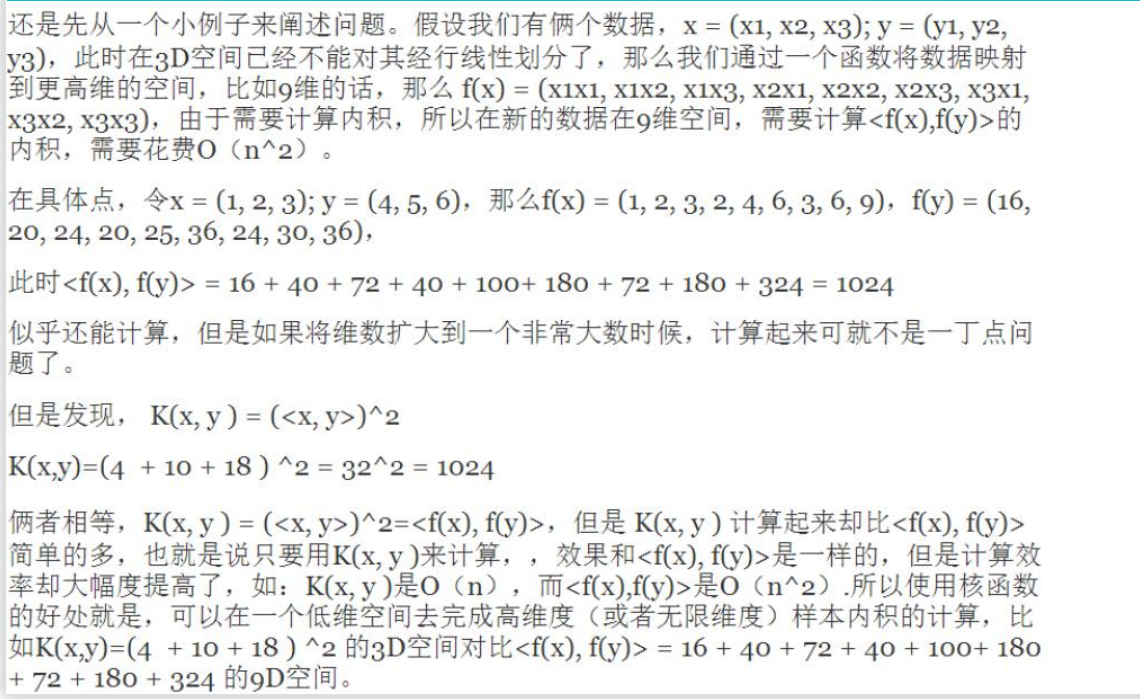 还是先从一个小例子来阐述问题。假设我们有俩个数据，x = (x1, x2, x3); y = (y1, y2,
y3)，此时在3D空间已经不能对其经行线性划分了，那么我们通过一个函数将数据映射
到更高维的空间，比如9维的话，那么 f(x) = (x1x1, x1x2, x1x3, x2x1, x2x2, x2x3, x3x1,
x3x2, x3x3)，由于需要计算内积，所以在新的数据在9维空间，需要计算<f(x),f(y)>的
内积，需要花费O（n^2）。
在具体点，令x = (1, 2, 3); y = (4, 5, 6)，那么f(x) = (1, 2, 3, 2, 4, 6, 3, 6, 9)，f(y) = (16,
20, 24, 20, 25, 36, 24, 30, 36)，
此时<f(x), f(y)> = 16 + 40 + 72 + 40 + 100+ 180 + 72 + 180 + 324 = 1024
似乎还能计算，但是如果将维数扩大到一个非常大数时候，计算起来可就不是一丁点问
题了。
但是发现， K(x, y ) = (<x, y>)^2
K(x,y)=(4 + 10 + 18 ) ^2 = 32^2 = 1024
俩者相等，K(x, y ) = (<x, y>)^2=<f(x), f(y)>，但是 K(x, y ) 计算起来却比<f(x), f(y)>
简单的多，也就是说只要用K(x, y )来计算，，效果和<f(x), f(y)>是一样的，但是计算效
率却大幅度提高了，如：K(x, y )是O（n），而<f(x),f(y)>是O（n^2）.所以使用核函数
的好处就是，可以在一个低维空间去完成高维度（或者无限维度）样本内积的计算，比
如K(x,y)=(4 + 10 + 18 ) ^2 的3D空间对比<f(x), f(y)> = 16 + 40 + 72 + 40 + 100+ 180
+ 72 + 180 + 324 的9D空间。